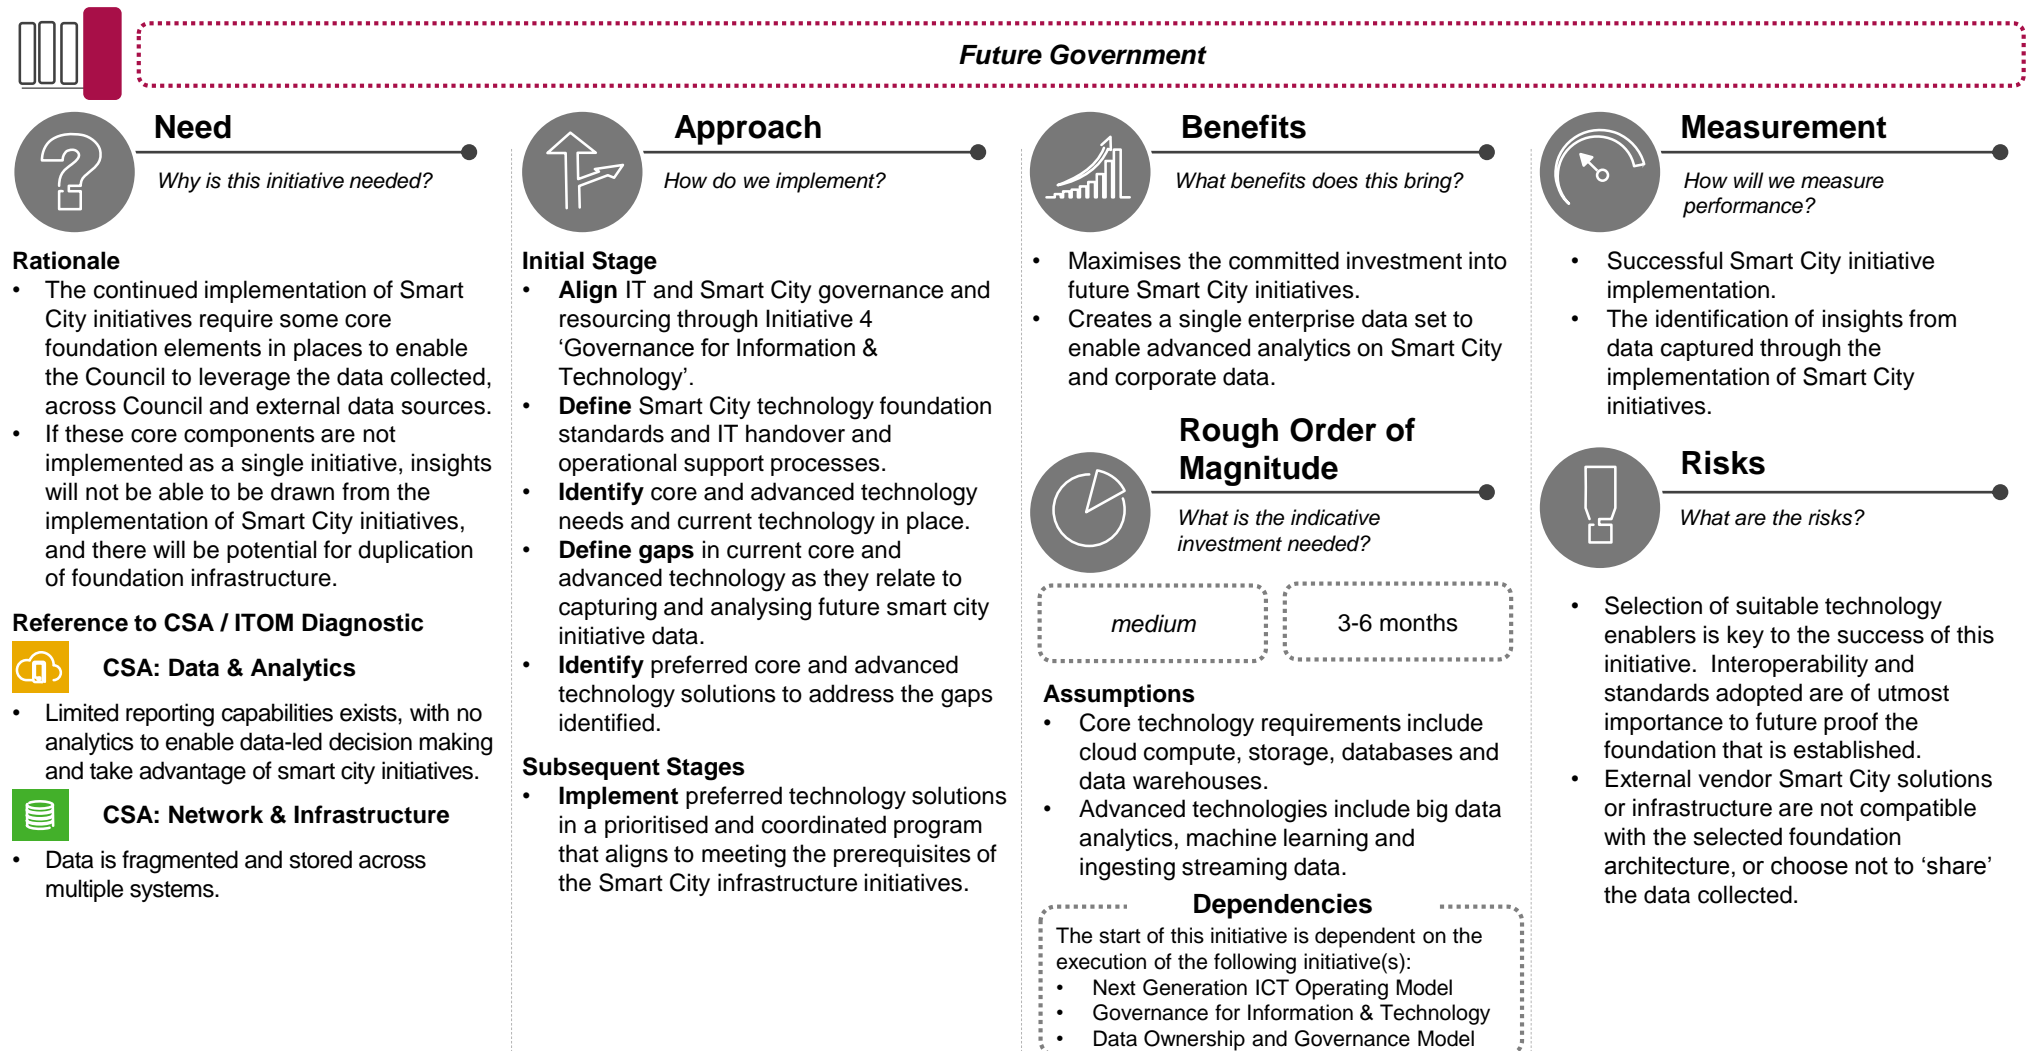 Future Government
Need
Why is this initiative needed?
Rationale
• The continued implementation of Smart
City initiatives require some core
foundation elements in places to enable
the Council to leverage the data collected,
across Council and external data sources.
• If these core components are not
implemented as a single initiative, insights
will not be able to be drawn from the
implementation of Smart City initiatives,
and there will be potential for duplication
of foundation infrastructure.
Reference to CSA / ITOM Diagnostic
CSA: Data & Analytics
• Limited reporting capabilities exists, with no
analytics to enable data-led decision making
and take advantage of smart city initiatives.
CSA: Network & Infrastructure
• Data is fragmented and stored across
multiple systems.
Approach
How do we implement?
Initial Stage
• Align IT and Smart City governance and
resourcing through Initiative 4
‘Governance for Information &
Technology’.
• Define Smart City technology foundation
standards and IT handover and
operational support processes.
• Identify core and advanced technology
needs and current technology in place.
• Define gaps in current core and
advanced technology as they relate to
capturing and analysing future smart city
initiative data.
• Identify preferred core and advanced
technology solutions to address the gaps
identified.
Subsequent Stages
• Implement preferred technology solutions
in a prioritised and coordinated program
that aligns to meeting the prerequisites of
the Smart City infrastructure initiatives.
Benefits
What benefits does this bring?
• Maximises the committed investment into
future Smart City initiatives.
• Creates a single enterprise data set to
enable advanced analytics on Smart City
and corporate data.
Rough Order of
Magnitude
What is the indicative
investment needed?
medium
3-6 months
Assumptions
• Core technology requirements include
cloud compute, storage, databases and
data warehouses.
• Advanced technologies include big data
analytics, machine learning and
ingesting streaming data.
Dependencies
The start of this initiative is dependent on the
execution of the following initiative(s):
• Next Generation ICT Operating Model
• Governance for Information & Technology
• Data Ownership and Governance Model
Measurement
How will we measure
performance?
• Successful Smart City initiative
implementation.
• The identification of insights from
data captured through the
implementation of Smart City
initiatives.
Risks
What are the risks?
• Selection of suitable technology
enablers is key to the success of this
initiative. Interoperability and
standards adopted are of utmost
importance to future proof the
foundation that is established.
• External vendor Smart City solutions
or infrastructure are not compatible
with the selected foundation
architecture, or choose not to ‘share’
the data collected.